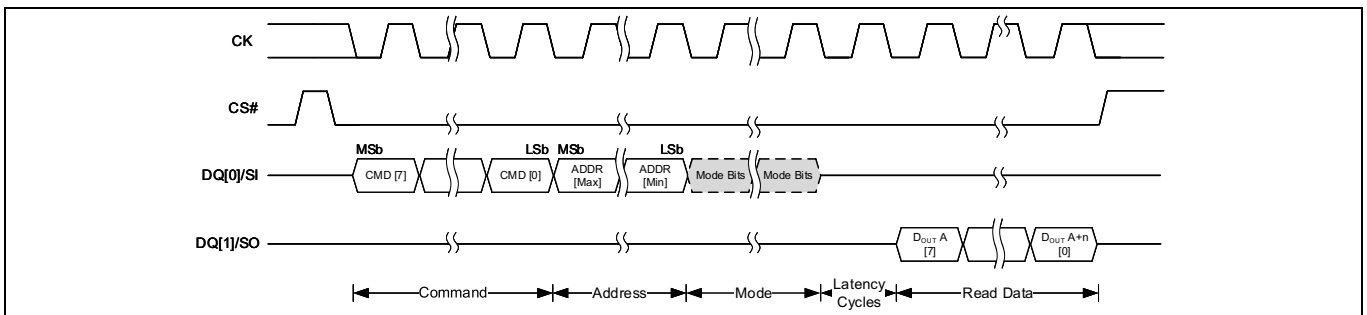 CK
CS#
MSb LSb MSb LSb
DQ[0]/SI CMD [7] CMD [0] ADDR [Max] ADDR [Min] Mode Bits Mode Bits
DQ[1]/SO DOUT A [7] DOUT A+n [0]
Command Address Mode Latency Cycles Read Data